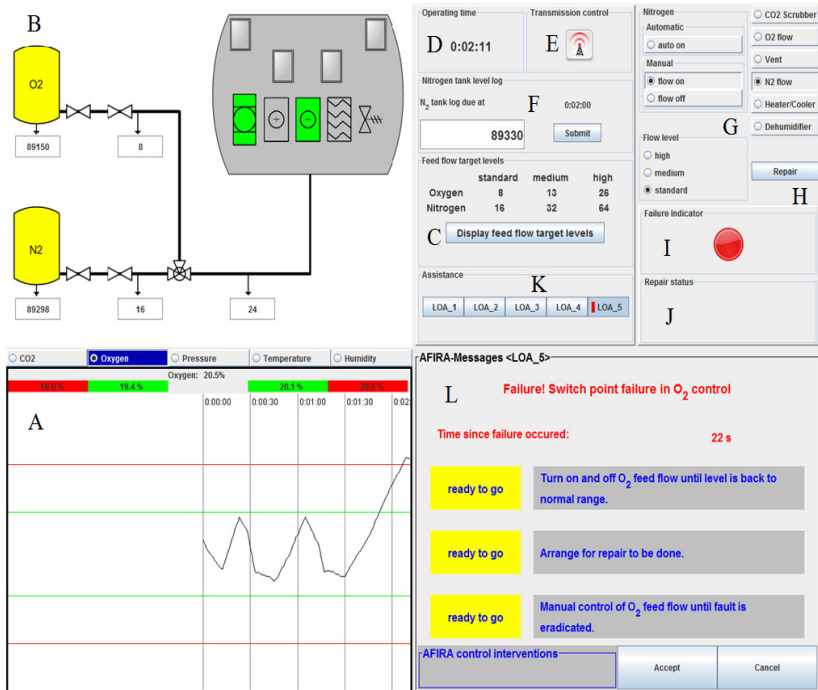 B
O2
89150
8
N2
89298
16
24
Operating time
D
0:02:11
Transmission control
E
Nitrogen tank level log
N2 tank log due at
F
0:02:00
89330
Submit
Feed flow target levels
standard medium high
Oxygen 8 13 26
Nitrogen 16 32 64
C
Display feed flow target levels
Assistance
K
LOA_1 LOA_2 LOA_3 LOA_4 LOA_5
Nitrogen
Automatic
auto on
Manual
flow on
flow off
G
Flow level
high
medium
standard
CO2 Scrubber
O2 flow
Vent
N2 flow
Heater/Cooler
Dehumidifier
Repair
H
Failure Indicator
I
Repair status
J
CO2 Oxygen Pressure Temperature Humidity
Oxygen: 20.5%
19.0 % 19.4 % 20.1 % 20.5 %
0:00:00 0:00:30 0:01:00 0:01:30 0:02:
A
AFIRA-Messages <LOA_5>
L
Failure! Switch point failure in O2 control
Time since failure occured: 22 s
ready to go
Turn on and off O2 feed flow until level is back to
normal range.
ready to go
Arrange for repair to be done.
ready to go
Manual control of O2 feed flow until fault is
eradicated.
AFIRA control interventions
Accept
Cancel